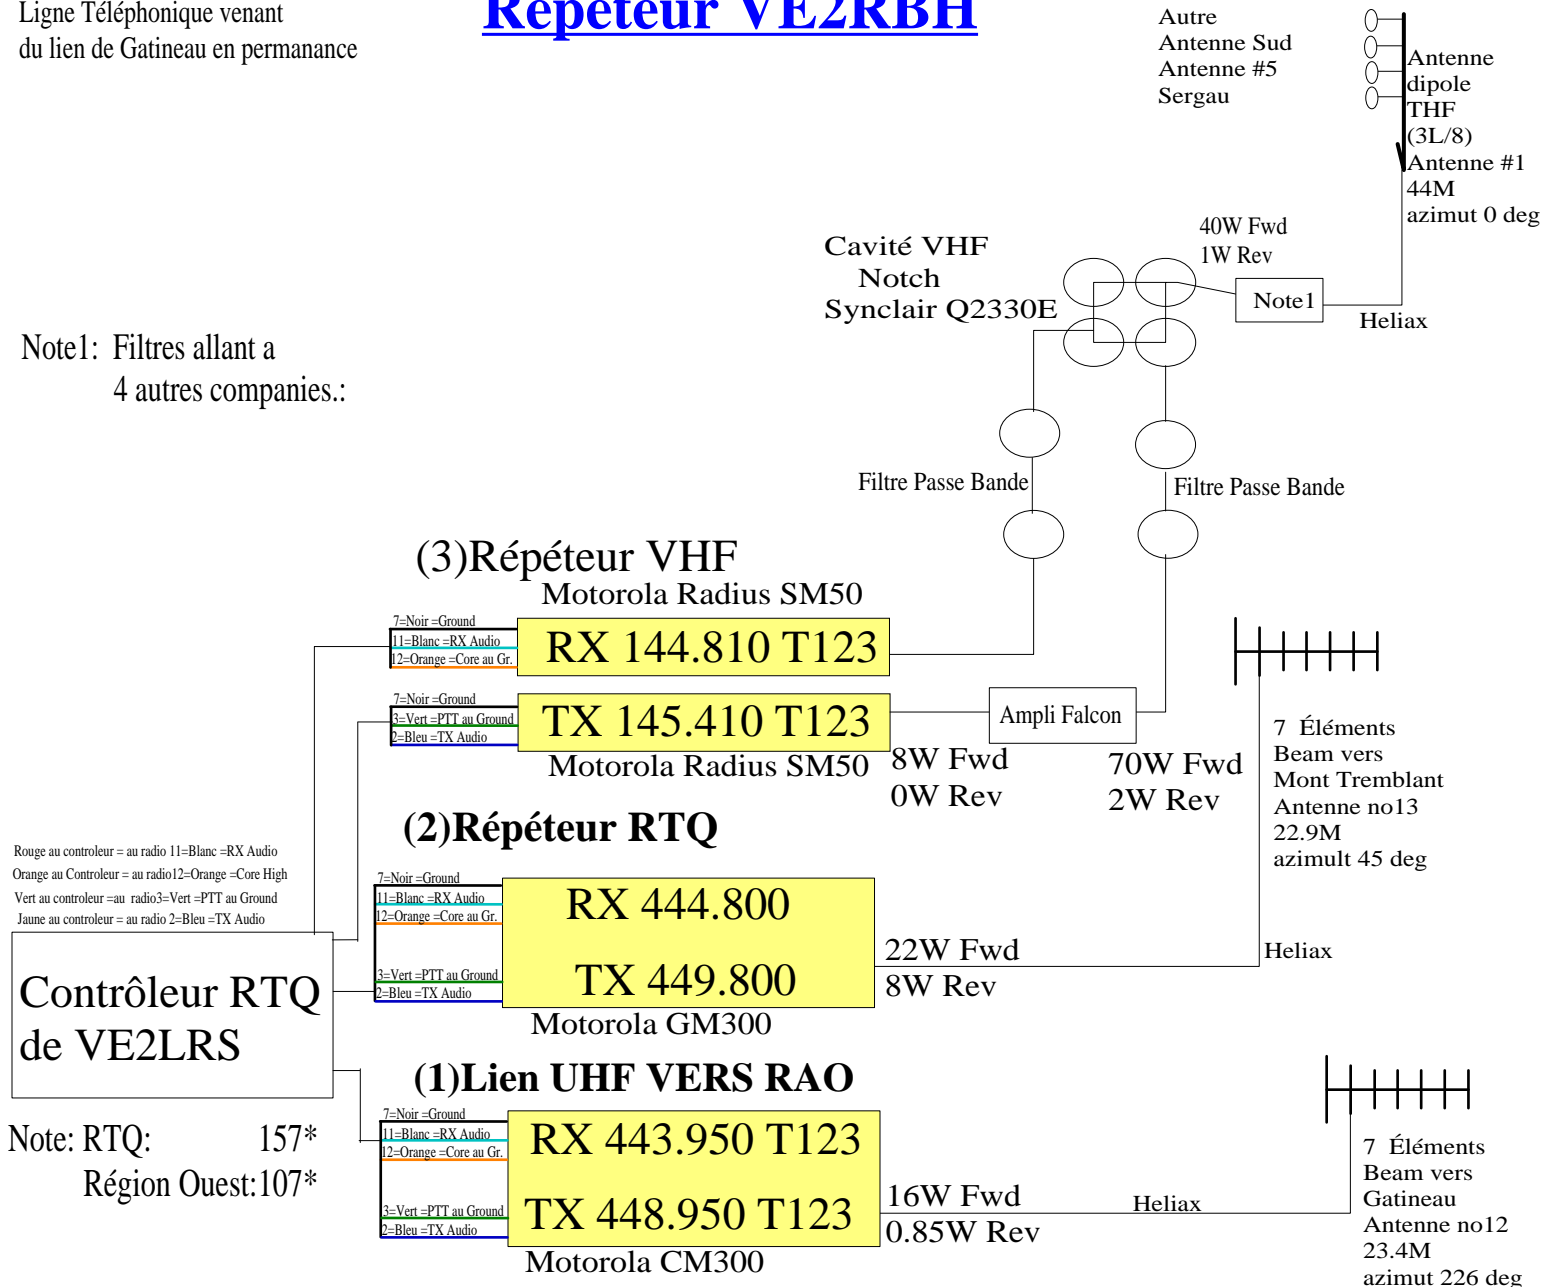 Ligne Téléphonique venant
du lien de Gatineau en permanance
Répéteur VE2RBH
Autre
Antenne Sud
Antenne #5
Sergau
Antenne
dipole
THF
(3L/8)
Antenne #1
44M
azimut 0 deg
40W Fwd
1W Rev
Cavité VHF
Notch
Synclair Q2330E
Note1
Heliax
Note1: Filtres allant a
4 autres companies.:
Filtre Passe Bande
Filtre Passe Bande
(3)Répéteur VHF
Motorola Radius SM50
7=Noir =Ground
11=Blanc =RX Audio
12=Orange =Core au Gr.
RX 144.810 T123
7=Noir =Ground
3=Vert =PTT au Ground
2=Bleu =TX Audio
TX 145.410 T123
Motorola Radius SM50
Ampli Falcon
8W Fwd
0W Rev
70W Fwd
2W Rev
7 Éléments
Beam vers
Mont Tremblant
Antenne no13
22.9M
azimult 45 deg
(2)Répéteur RTQ
Rouge au controleur = au radio 11=Blanc =RX Audio
Orange au Controleur = au radio12=Orange =Core High
Vert au controleur =au radio3=Vert =PTT au Ground
Jaune au controleur = au radio 2=Bleu =TX Audio
7=Noir =Ground
11=Blanc =RX Audio
12=Orange =Core au Gr.
3=Vert =PTT au Ground
2=Bleu =TX Audio
RX 444.800
TX 449.800
22W Fwd
8W Rev
Heliax
Motorola GM300
Contrôleur RTQ
de VE2LRS
(1)Lien UHF VERS RAO
7=Noir =Ground
11=Blanc =RX Audio
12=Orange =Core au Gr.
3=Vert =PTT au Ground
2=Bleu =TX Audio
RX 443.950 T123
TX 448.950 T123
16W Fwd
0.85W Rev
Heliax
Motorola CM300
Note: RTQ: 157*
Région Ouest:107*
7 Éléments
Beam vers
Gatineau
Antenne no12
23.4M
azimut 226 deg